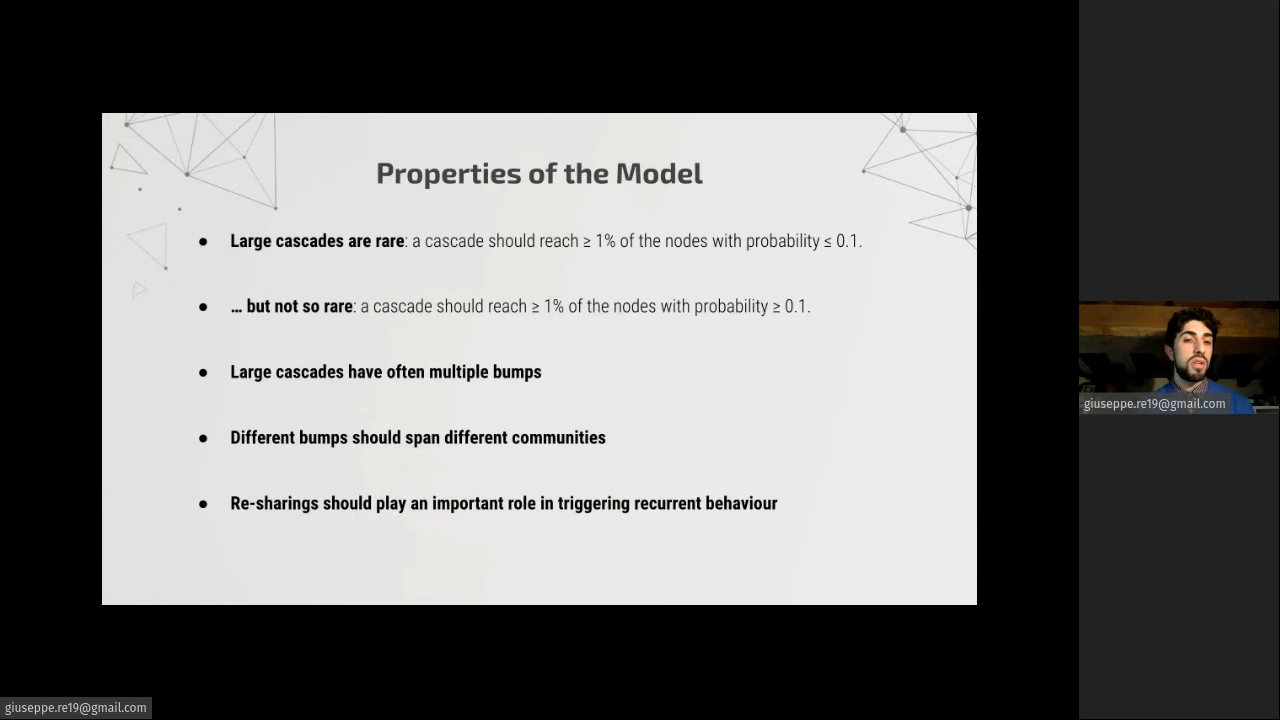 Properties of the Model
● Large cascades are rare: a cascade should reach ≥ 1% of the nodes with probability ≤ 0.1.
● … but not so rare: a cascade should reach ≥ 1% of the nodes with probability ≥ 0.1.
● Large cascades have often multiple bumps
● Different bumps should span different communities
● Re-sharings should play an important role in triggering recurrent behaviour
giuseppe.re19@gmail.com
giuseppe.re19@gmail.com